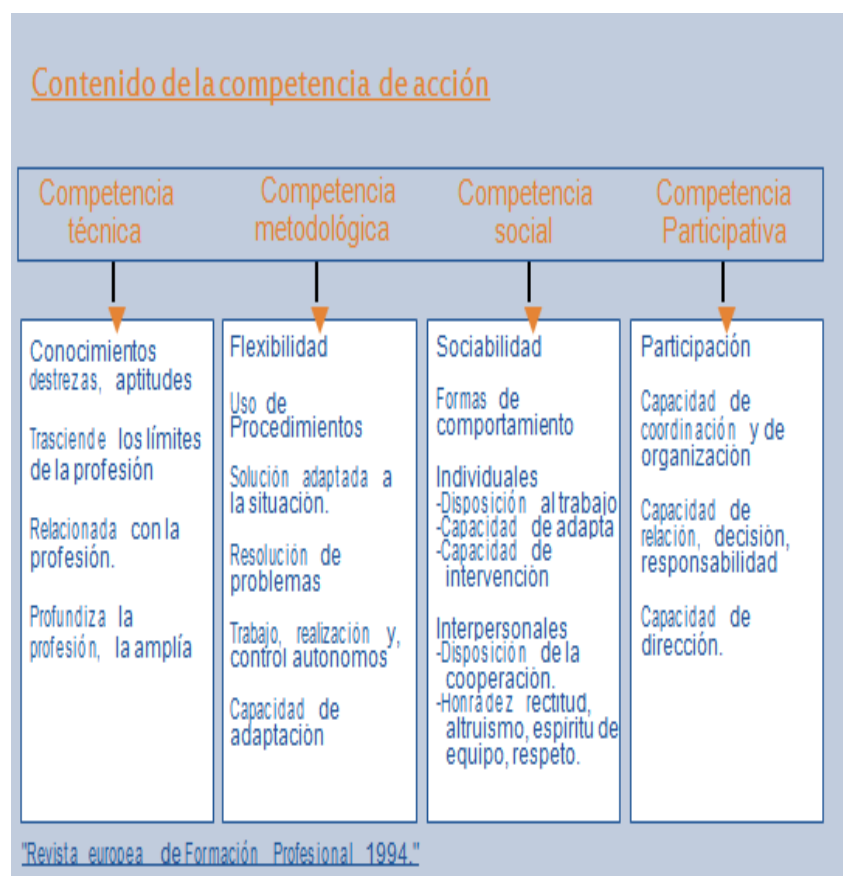 Contenido de la competencia de acción
Competencia
técnica
Competencia
metodológica
Competencia
social
Competencia
Participativa
Conocimientos
destrezas, aptitudes
Trasciende los límites
de la profesión
Relacionada con la
profesión.
Profundiza la
profesión, la amplía
Flexibilidad
Uso de
Procedimientos
Solución adaptada a
la situación.
Resolución de
problemas
Trabajo, realización y,
control autonomos
Capacidad de
adaptación
Sociabilidad
Formas de
comportamiento
Individuales
-Disposición al trabajo
-Capacidad de adapta
-Capacidad de
intervención
Interpersonales
-Disposición de la
cooperación.
-Honradez rectitud,
altruismo, espíritu de
equipo, respeto.
Participación
Capacidad de
coordinación y de
organización
Capacidad de
relación, decisión,
responsabilidad
Capacidad de
dirección.
"Revista europea de Formación Profesional 1994."